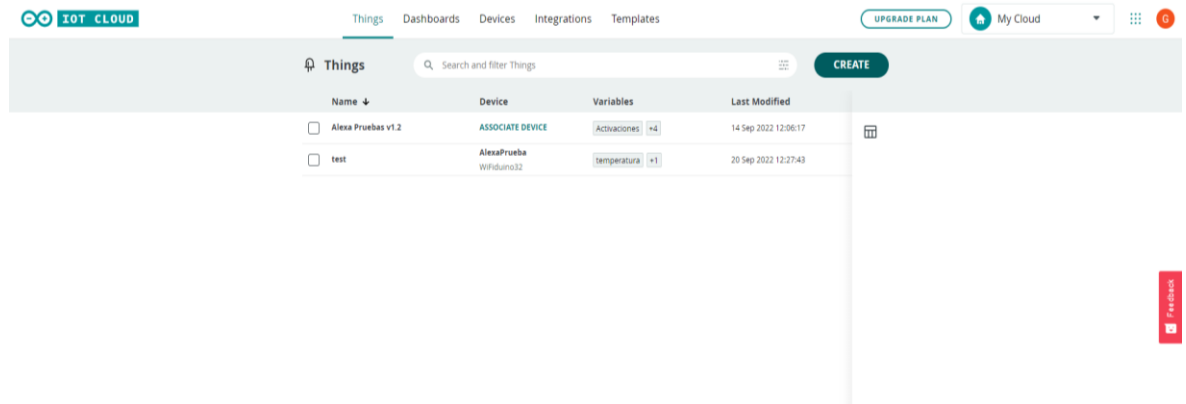 IOT CLOUD Things Dashboards Devices Integrations Templates UPGRADE PLAN My Cloud G
Things Search and filter Things CREATE
Name Device Variables Last Modified
Alexa Pruebas v1.2 ASSOCIATE DEVICE Activaciones +4 14 Sep 2022 12:06:17
test AlexaPrueba temperatura +1 20 Sep 2022 12:27:43
WiFiduino32
Feedback